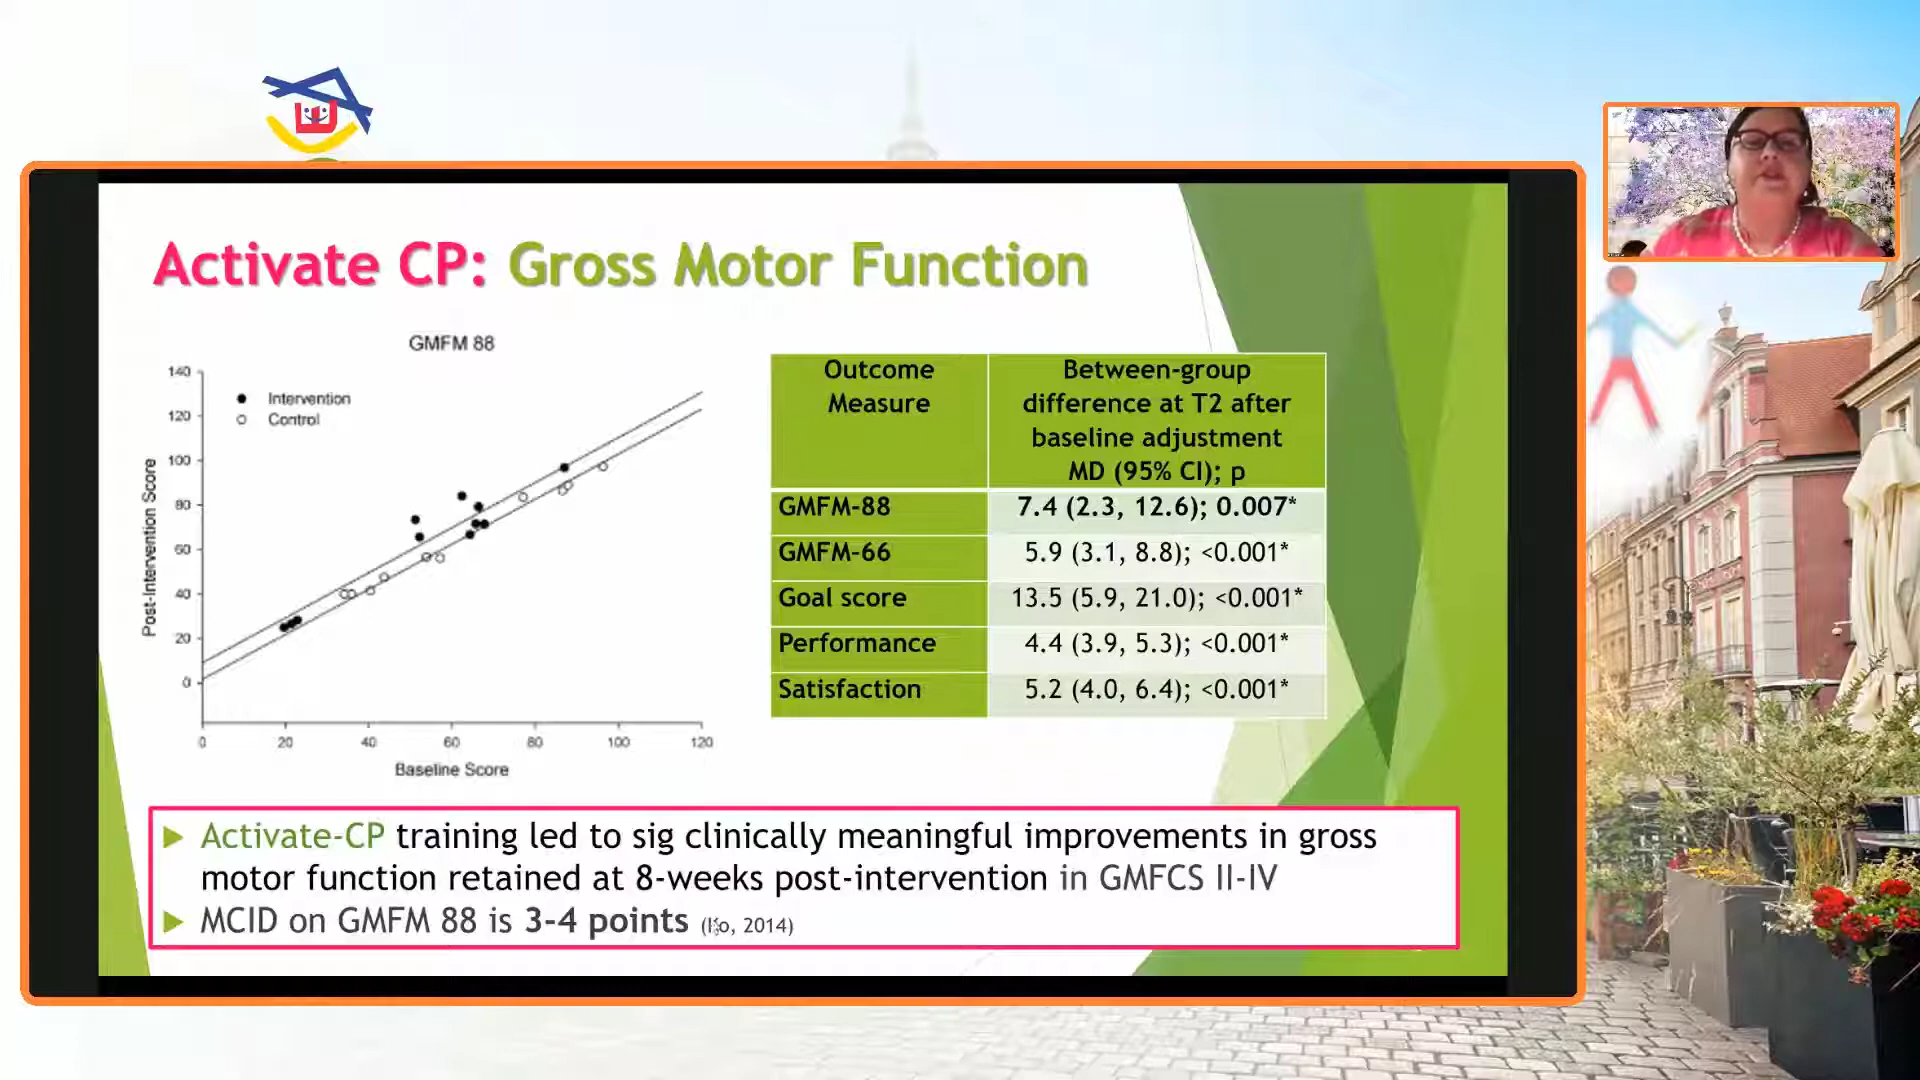 Activate CP: Gross Motor Function
GMFM 88
140
120
100
80
60
40
20
0
Intervention
Control
Post-Intervention Score
0 20 40 60 80 100 120
Baseline Score
Outcome Measure
Between-group difference at T2 after baseline adjustment MD (95% CI); p
GMFM-88 7.4 (2.3, 12.6); 0.007*
GMFM-66 5.9 (3.1, 8.8); <0.001*
Goal score 13.5 (5.9, 21.0); <0.001*
Performance 4.4 (3.9, 5.3); <0.001*
Satisfaction 5.2 (4.0, 6.4); <0.001*
Activate-CP training led to sig clinically meaningful improvements in gross
motor function retained at 8-weeks post-intervention in GMFCS II-IV
MCID on GMFM 88 is 3-4 points (Ko, 2014)